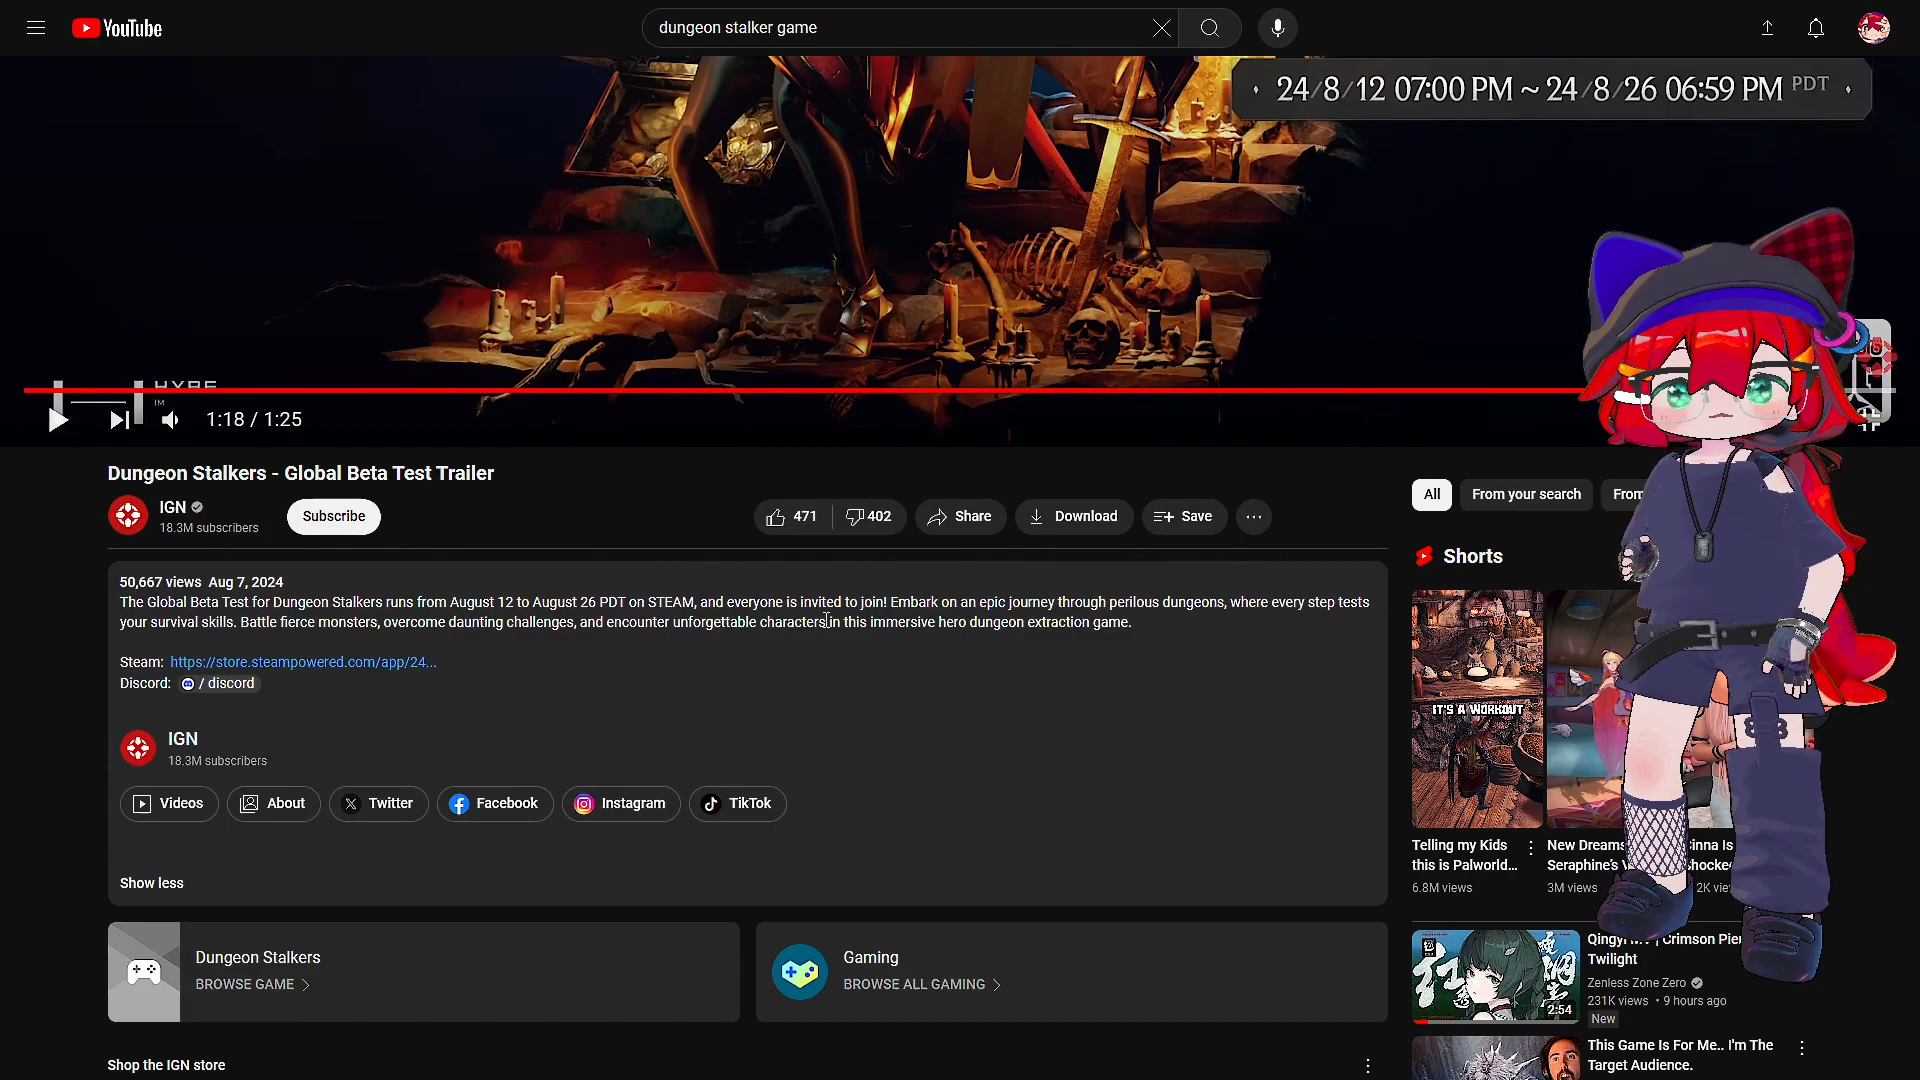 YouTube
dungeon stalker game
24/8/12 07:00 PM ~ 24/8/26 06:59 PM PDT
1:18 / 1:25
Dungeon Stalkers - Global Beta Test Trailer
IGN
18.3M subscribers
Subscribe
471
402
Share
Download
Save
50,667 views Aug 7, 2024
The Global Beta Test for Dungeon Stalkers runs from August 12 to August 26 PDT on STEAM, and everyone is invited to join! Embark on an epic journey through perilous dungeons, where every step tests
your survival skills. Battle fierce monsters, overcome daunting challenges, and encounter unforgettable characters in this immersive hero dungeon extraction game.
Steam: https://store.steampowered.com/app/24...
Discord: / discord
IGN
18.3M subscribers
Videos
About
Twitter
Facebook
Instagram
TikTok
Show less
Dungeon Stalkers
BROWSE GAME
Gaming
BROWSE ALL GAMING
Shop the IGN store
All
From your search
From
Shorts
IT'S A WORKOUT
Telling my Kids
this is Palworld...
6.8M views
New Dreams
Seraphine's
3M views
Is
Twilight
Crimson
Zenless Zone Zero
231K views • 9 hours ago
New
2:54
This Game Is For Me.. I'm The
Target Audience.